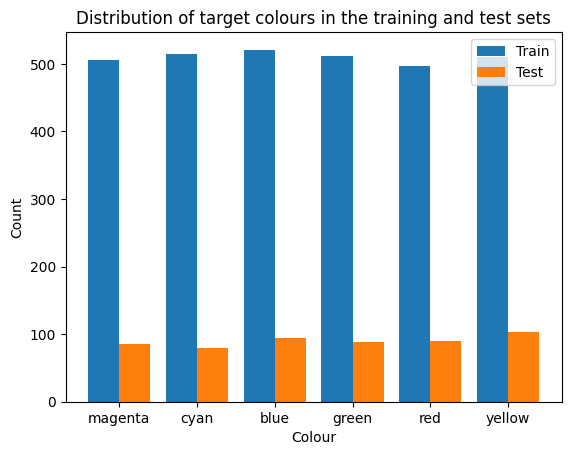 Distribution of target colours in the training and test sets
Train
Test
500
400
300
200
100
0
Count
magenta cyan blue green red yellow
Colour